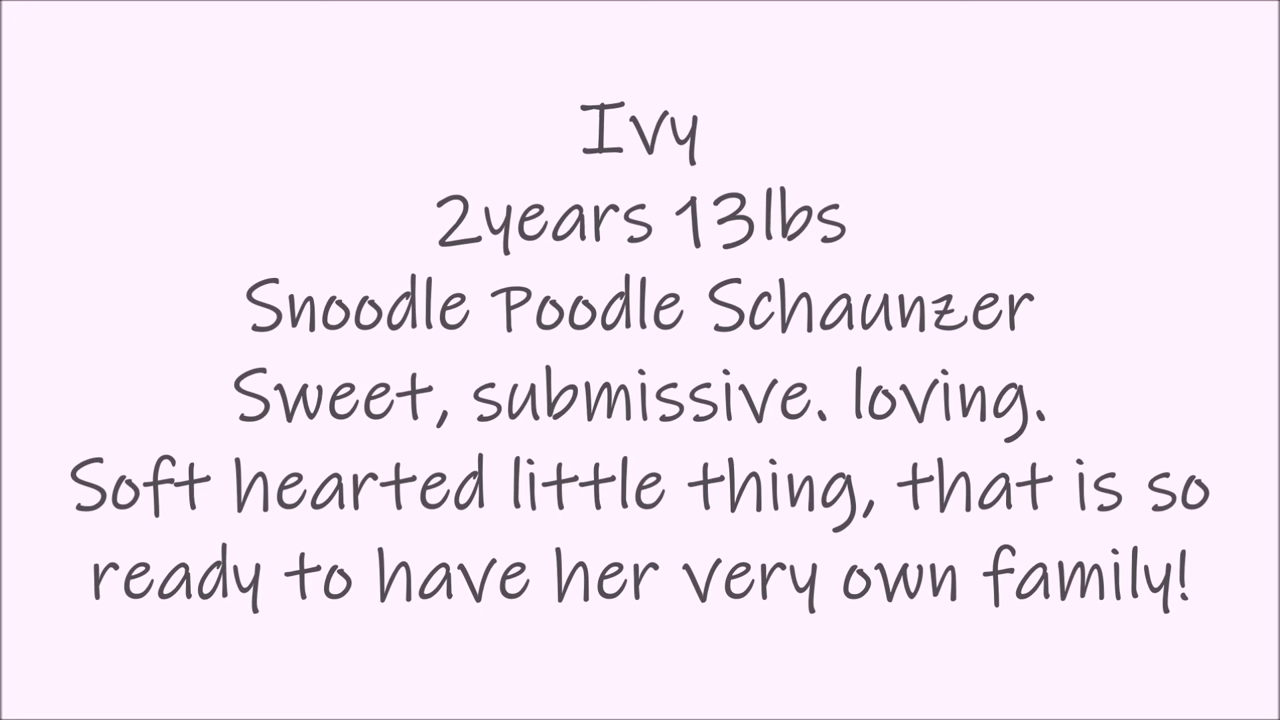 Ivy
2years 13lbs
Snoodle Poodle Schaunzer
Sweet, submissive. loving.
Soft hearted little thing, that is so
ready to have her very own family!